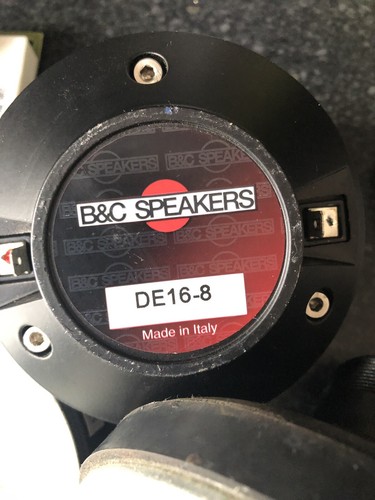 B&C SPEAKERS
DE16-8
Made in Italy